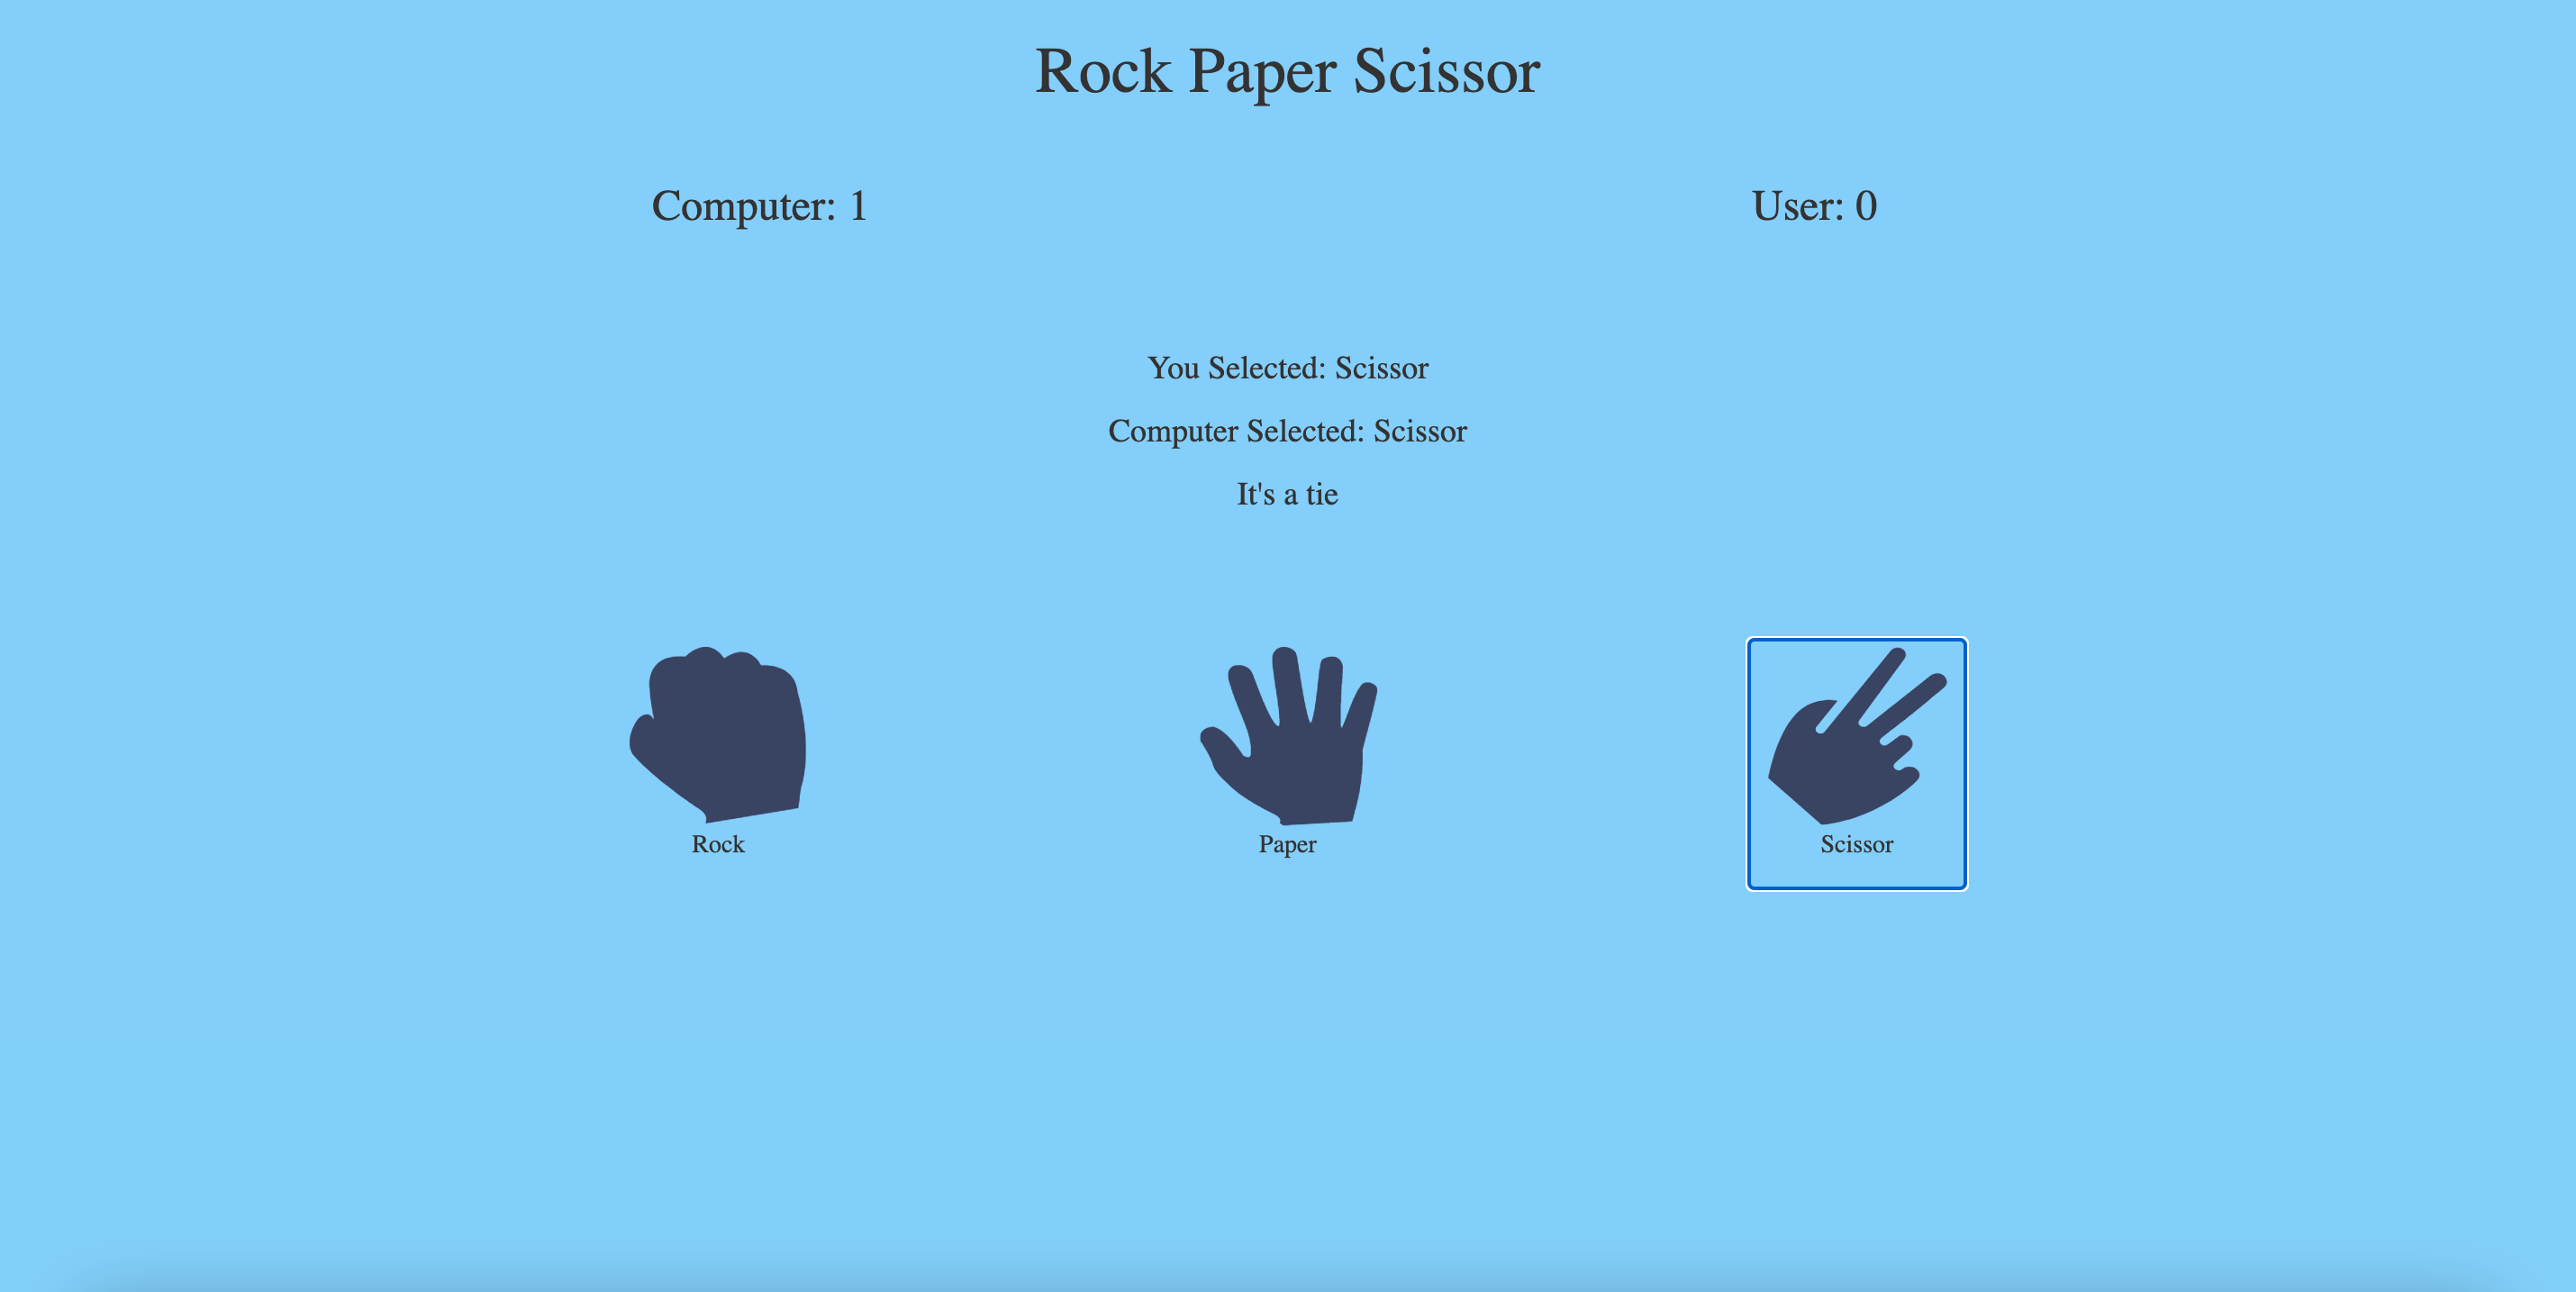 Rock Paper Scissor
Computer: 1
User: 0
You Selected: Scissor
Computer Selected: Scissor
It's a tie
Rock
Paper
Scissor